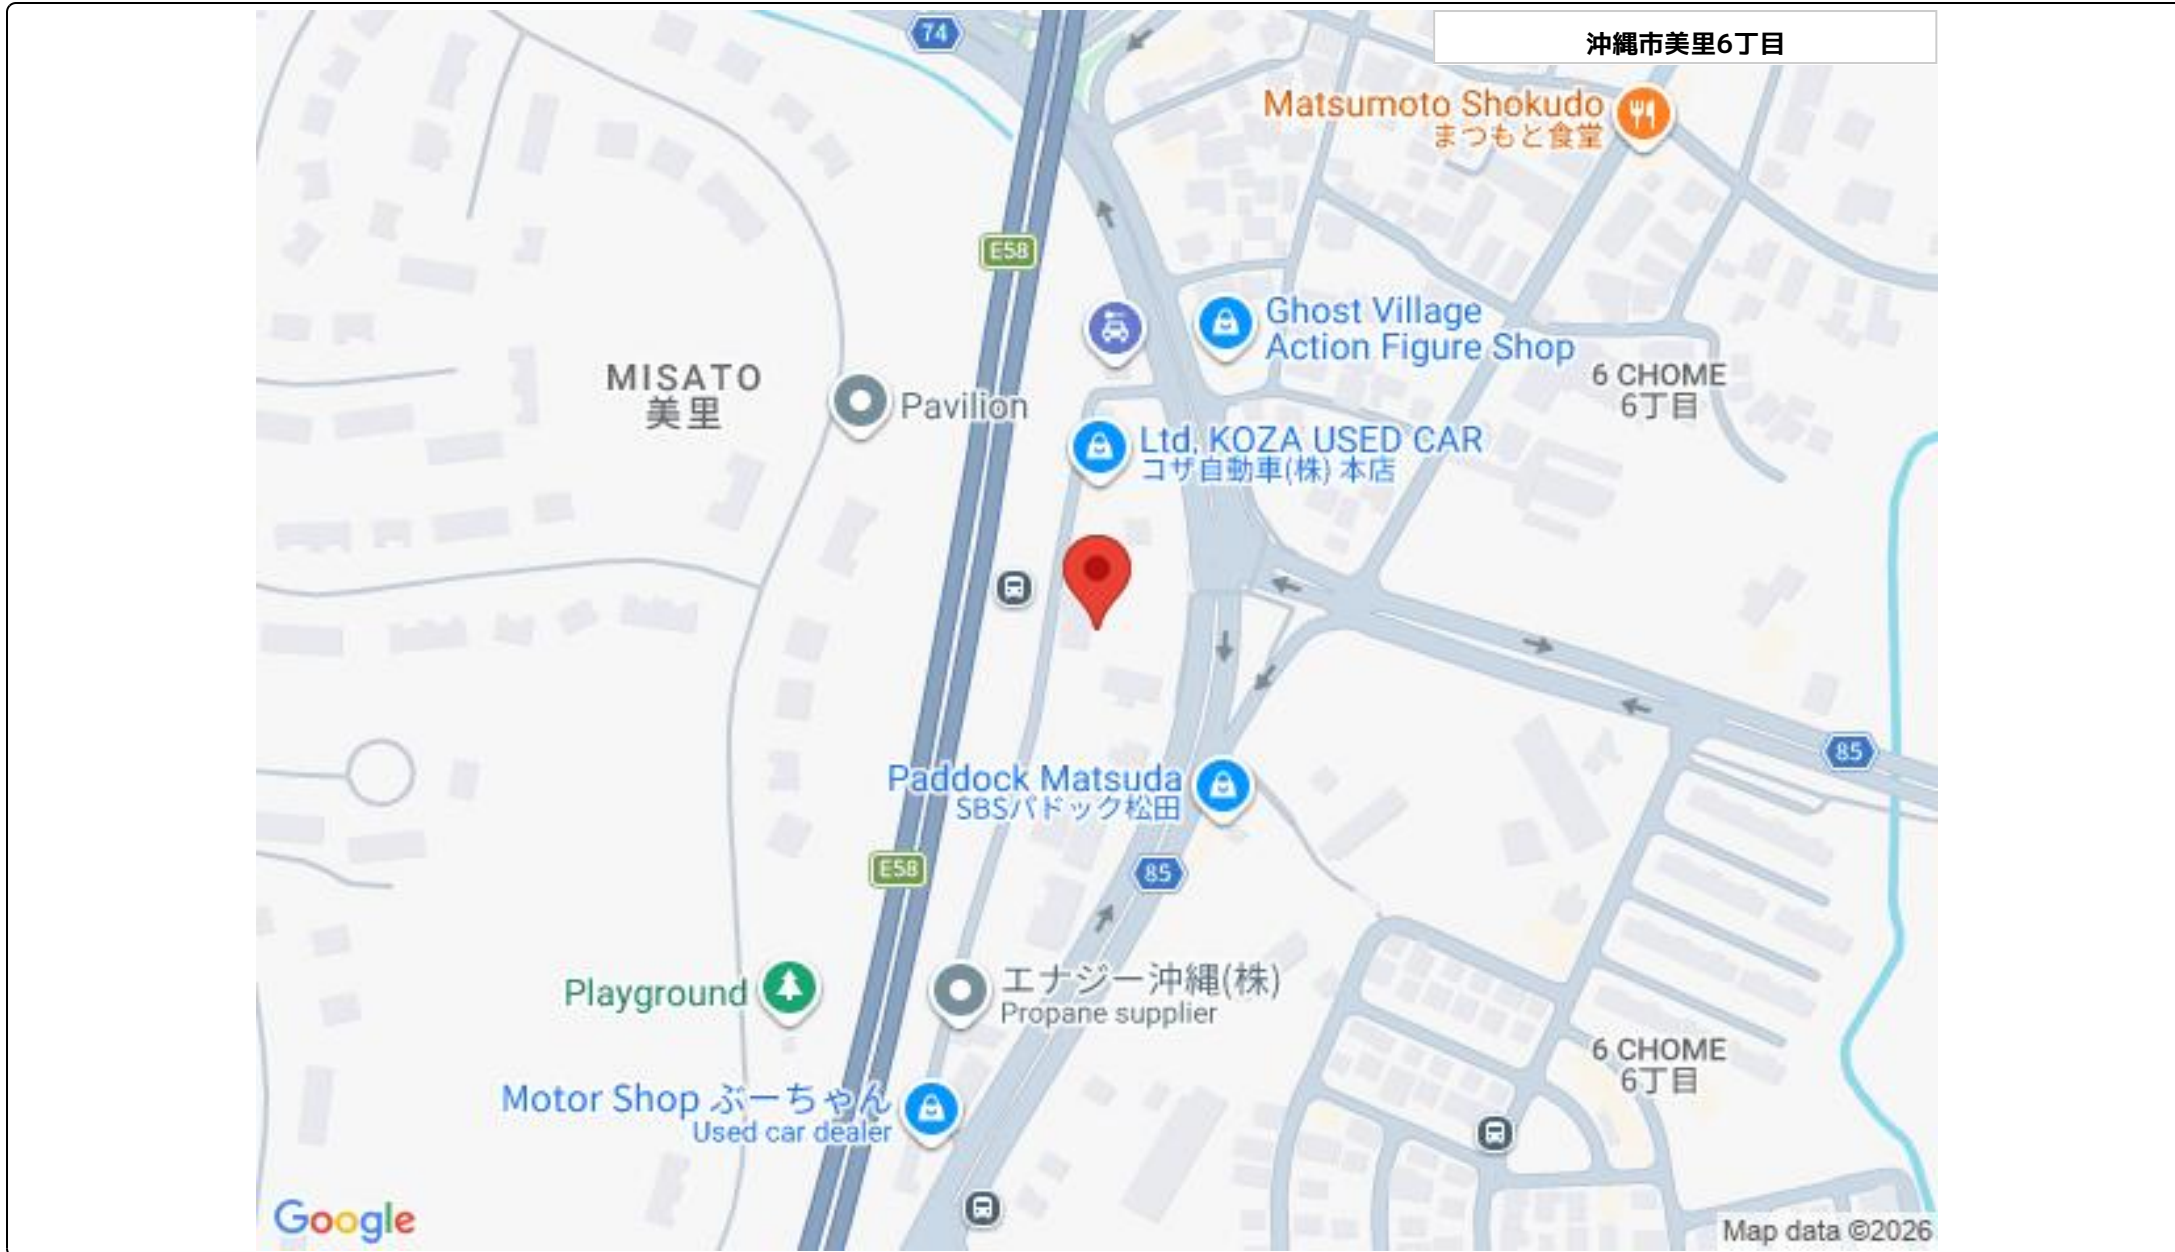 沖縄市美里6丁目
74
Matsumoto Shokudo
まつもと食堂
E58
Ghost Village
Action Figure Shop
MISATO
美里
6 CHOME
6丁目
Pavilion
Ltd, KOZA USED CAR
コザ自動車(株) 本店
85
Paddock Matsuda
SBSパドック松田
E58
85
エナジー沖縄(株)
Propane supplier
Playground
6 CHOME
6丁目
Motor Shop ぶーちゃん
Used car dealer
Google
Map data ©2026